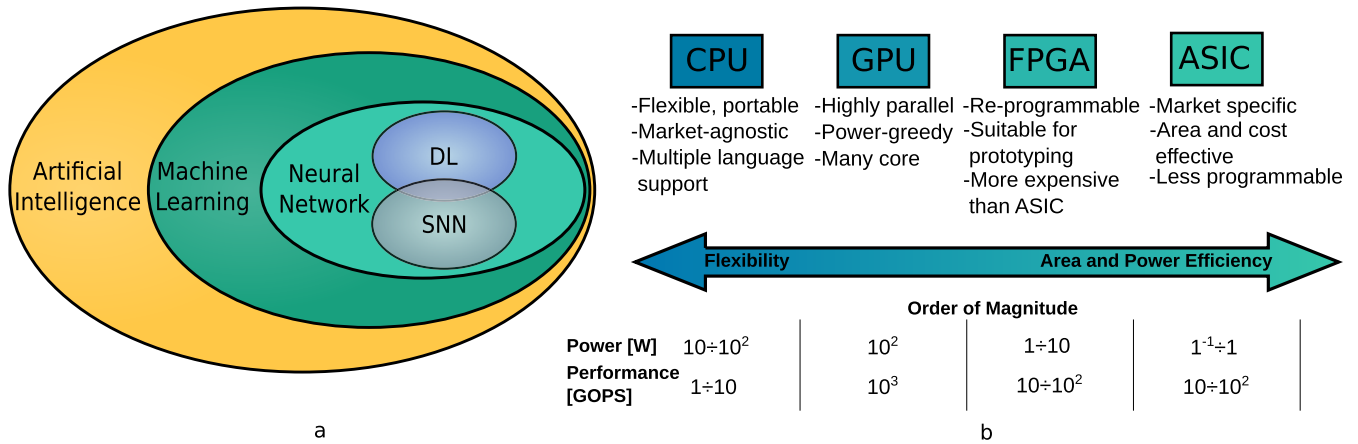 Artificial
Intelligence
Machine
Learning
Neural
Network
DL
SNN
a
CPU
-Flexible, portable
-Market-agnostic
-Multiple language
support
GPU
-Highly parallel
-Power-greedy
-Many core
FPGA
-Re-programmable
-Suitable for
prototyping
-More expensive
than ASIC
ASIC
-Market specific
-Area and cost
effective
-Less programmable
Flexibility
Area and Power Efficiency
Order of Magnitude
Power [W] 10÷10² 10² 1÷10 1⁻¹÷1
Performance
[GOPS] 1÷10 10³ 10÷10² 10÷10²
b